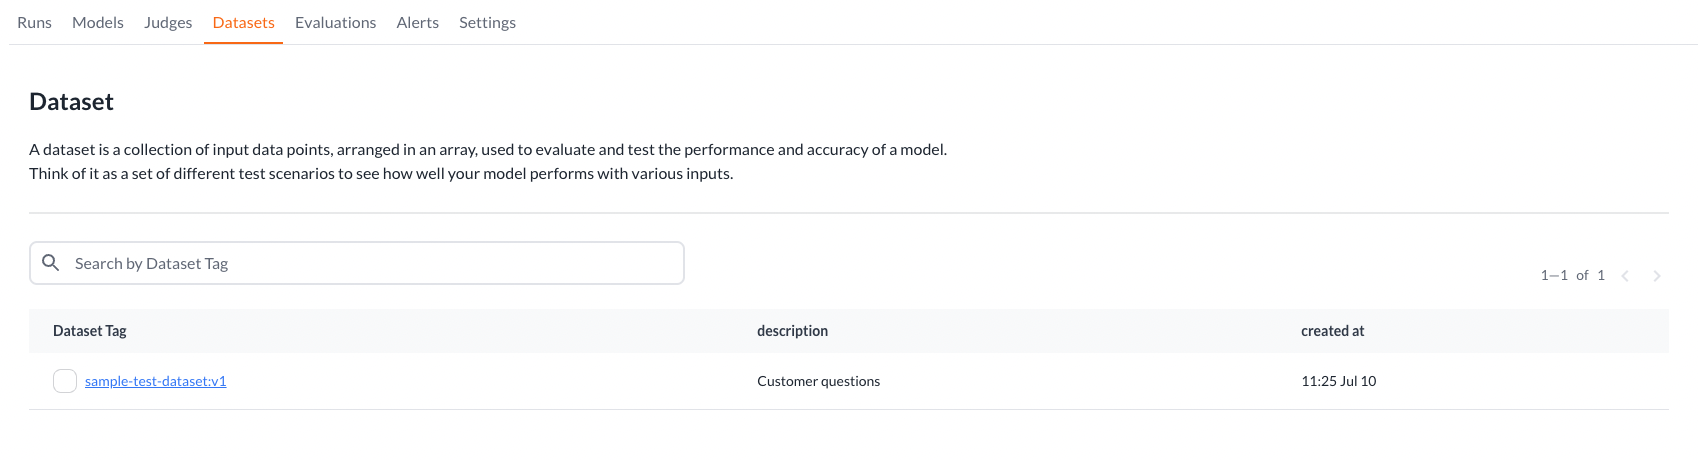 Runs Models Judges Datasets Evaluations Alerts Settings
Dataset
A dataset is a collection of input data points, arranged in an array, used to evaluate and test the performance and accuracy of a model.
Think of it as a set of different test scenarios to see how well your model performs with various inputs.
Search by Dataset Tag
1—1 of 1
Dataset Tag description created at
sample-test-dataset:v1 Customer questions 11:25 Jul 10